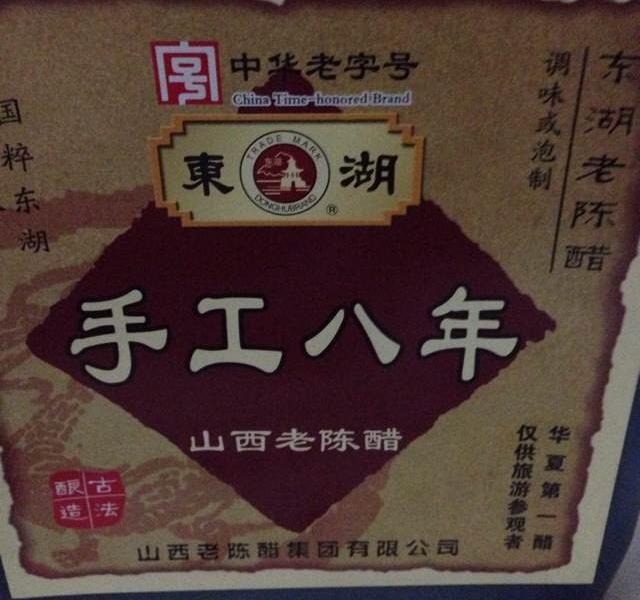 中华老字号
China Time-honored Brand
東湖
TRADE MARK
东湖
DONGHU BRAND
®
手工八年
山西老陈醋
山西老陈醋集团有限公司
东湖老陈醋
调味或泡制
国粹
东湖
古法
酿造
华夏第一醋
仅供旅游参观者